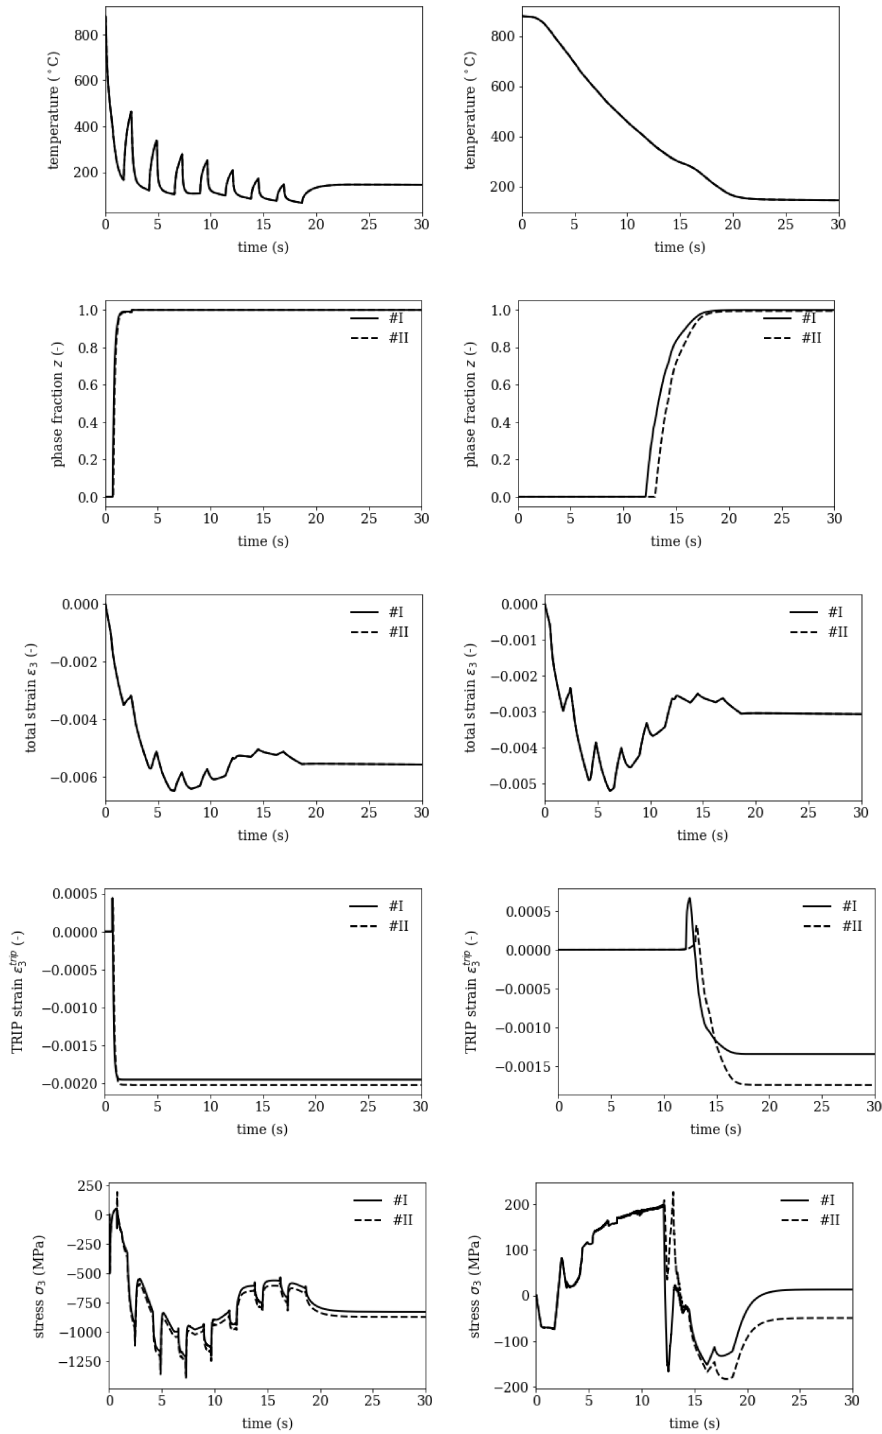 800
600
400
200
temperature (°C)
0 5 10 15 20 25 30
time (s)
800
600
400
200
temperature (°C)
0 5 10 15 20 25 30
time (s)
1.0
0.8
0.6
0.4
0.2
0.0
phase fraction z (-)
#I
#II
0 5 10 15 20 25 30
time (s)
1.0
0.8
0.6
0.4
0.2
0.0
phase fraction z (-)
#I
#II
0 5 10 15 20 25 30
time (s)
0.000
−0.002
−0.004
−0.006
total strain ε₃ (-)
#I
#II
0 5 10 15 20 25 30
time (s)
0.000
−0.001
−0.002
−0.003
−0.004
−0.005
total strain ε₃ (-)
#I
#II
0 5 10 15 20 25 30
time (s)
0.0005
0.0000
−0.0005
−0.0010
−0.0015
−0.0020
TRIP strain ε₃ᵗʳⁱᵖ (-)
#I
#II
0 5 10 15 20 25 30
time (s)
0.0005
0.0000
−0.0005
−0.0010
−0.0015
TRIP strain ε₃ᵗʳⁱᵖ (-)
#I
#II
0 5 10 15 20 25 30
time (s)
250
0
−250
−500
−750
−1000
−1250
stress σ₃ (MPa)
#I
#II
0 5 10 15 20 25 30
time (s)
200
100
0
−100
−200
stress σ₃ (MPa)
#I
#II
0 5 10 15 20 25 30
time (s)